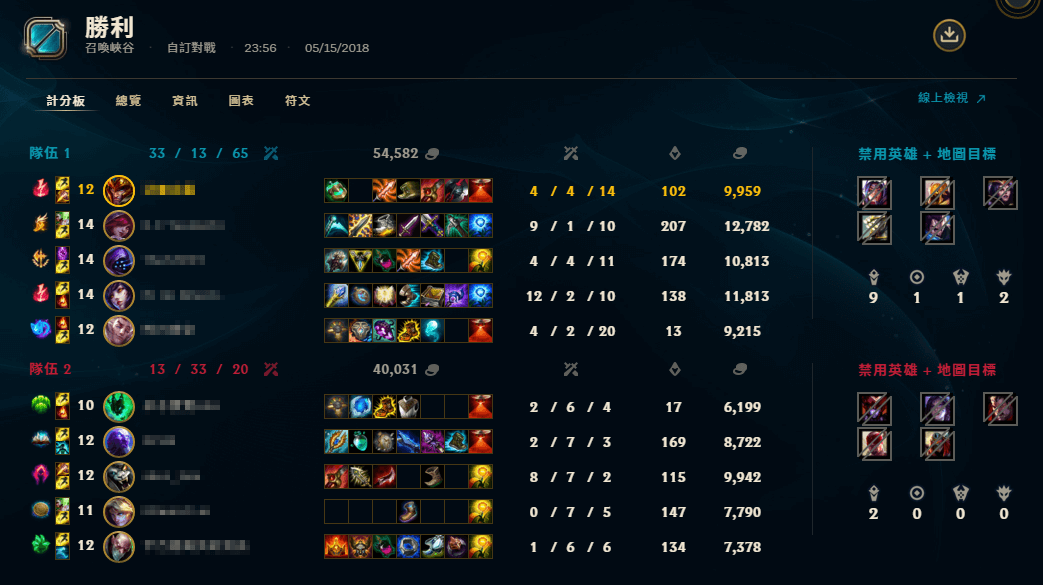 勝利
召喚峽谷 · 自訂對戰 · 23:56 · 05/15/2018
計分板 總覽 資訊 圖表 符文 線上檢視
隊伍 1 33 / 13 / 65 54,582 禁用英雄 + 地圖目標
12 4 / 4 / 14 102 9,959
14 9 / 1 / 10 207 12,782
14 4 / 4 / 11 174 10,813
14 12 / 2 / 10 138 11,813
9 1 1 2
12 4 / 2 / 20 13 9,215
隊伍 2 13 / 33 / 20 40,031 禁用英雄 + 地圖目標
10 2 / 6 / 4 17 6,199
12 2 / 7 / 3 169 8,722
12 8 / 7 / 2 115 9,942
11 0 / 7 / 5 147 7,790
2 0 0 0
12 1 / 6 / 6 134 7,378